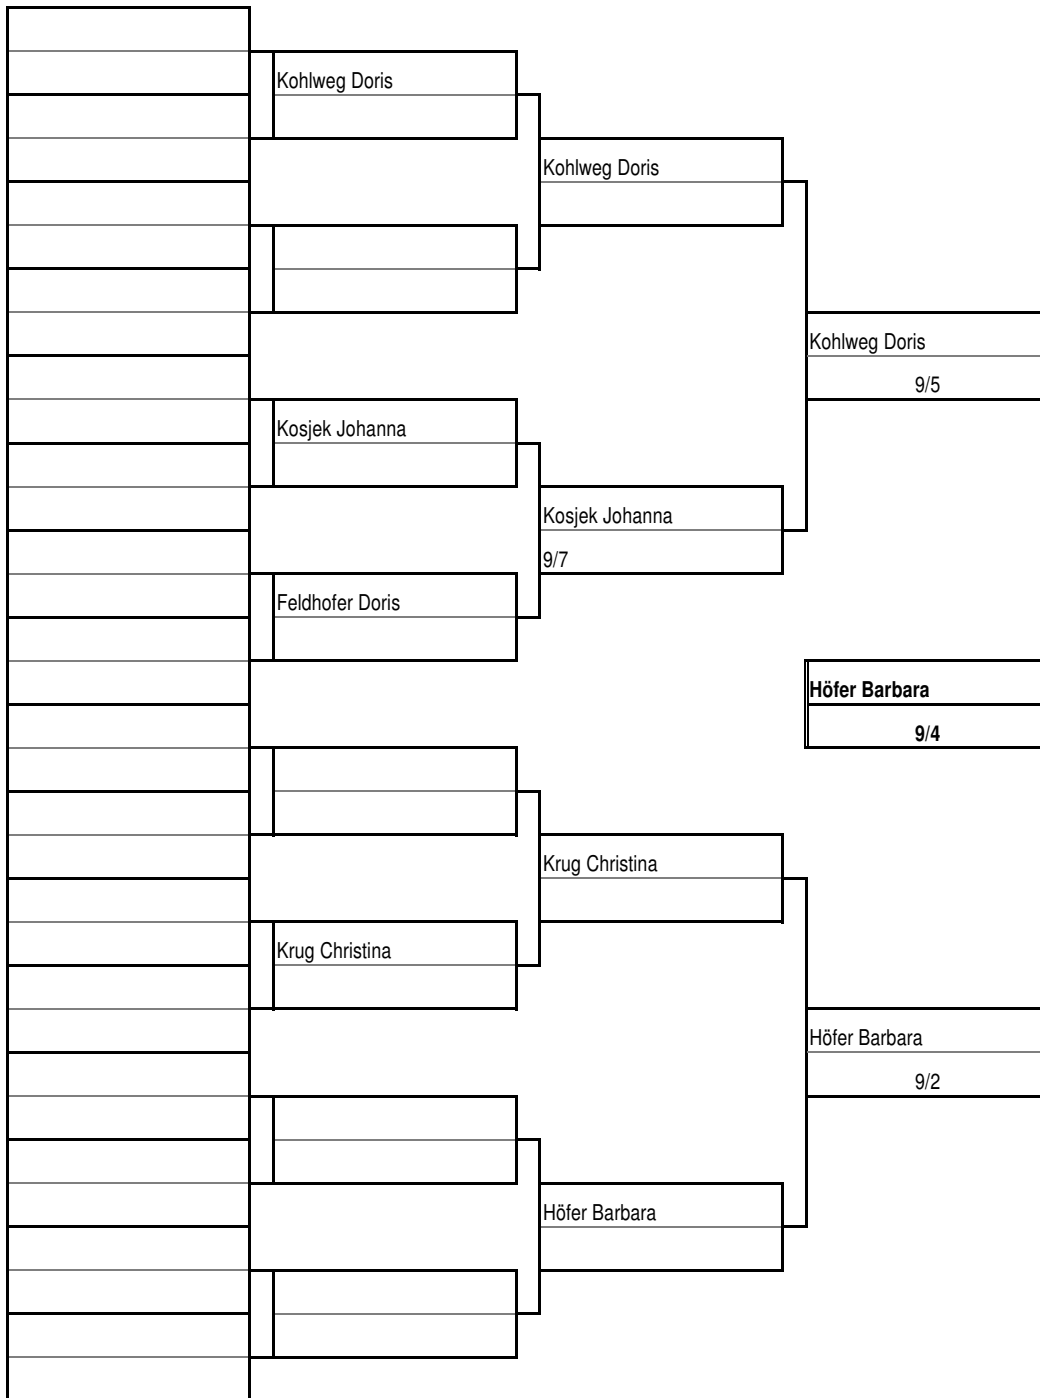 Kohlweg Doris
Kohlweg Doris
Kohlweg Doris
9/5
Kosjek Johanna
Kosjek Johanna
9/7
Feldhofer Doris
Höfer Barbara
9/4
Krug Christina
Krug Christina
Höfer Barbara
9/2
Höfer Barbara